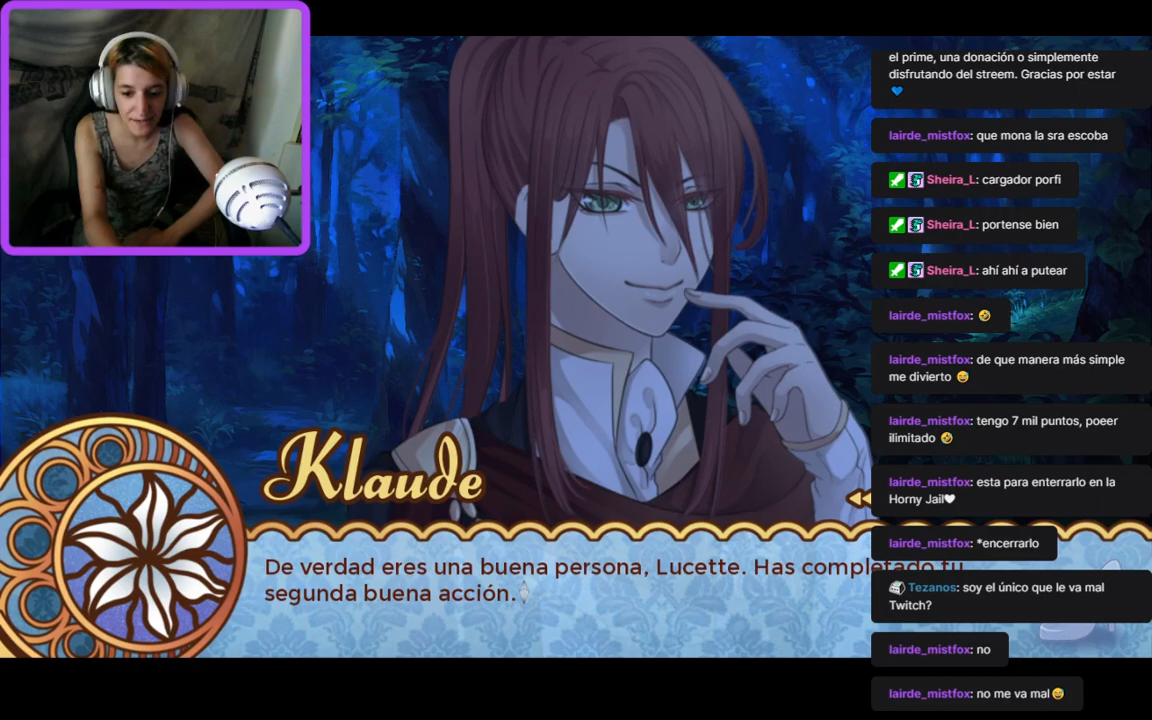 el prime, una donación o simplemente
disfrutando del streem. Gracias por estar
💙
lairde_mistfox: que mona la sra escoba
Sheira_L: cargador porfi
Sheira_L: portense bien
Sheira_L: ahí ahí a putear
lairde_mistfox: 🤣
lairde_mistfox: de que manera más simple
me divierto 😅
lairde_mistfox: tengo 7 mil puntos, poeer
ilimitado 🤣
lairde_mistfox: esta para enterrarlo en la
Horny Jail🤍
lairde_mistfox: *encerrarlo
Tezanos: soy el único que le va mal
Twitch?
lairde_mistfox: no
lairde_mistfox: no me va mal😅
Klaude
De verdad eres una buena persona, Lucette. Has completado tu
segunda buena acción.